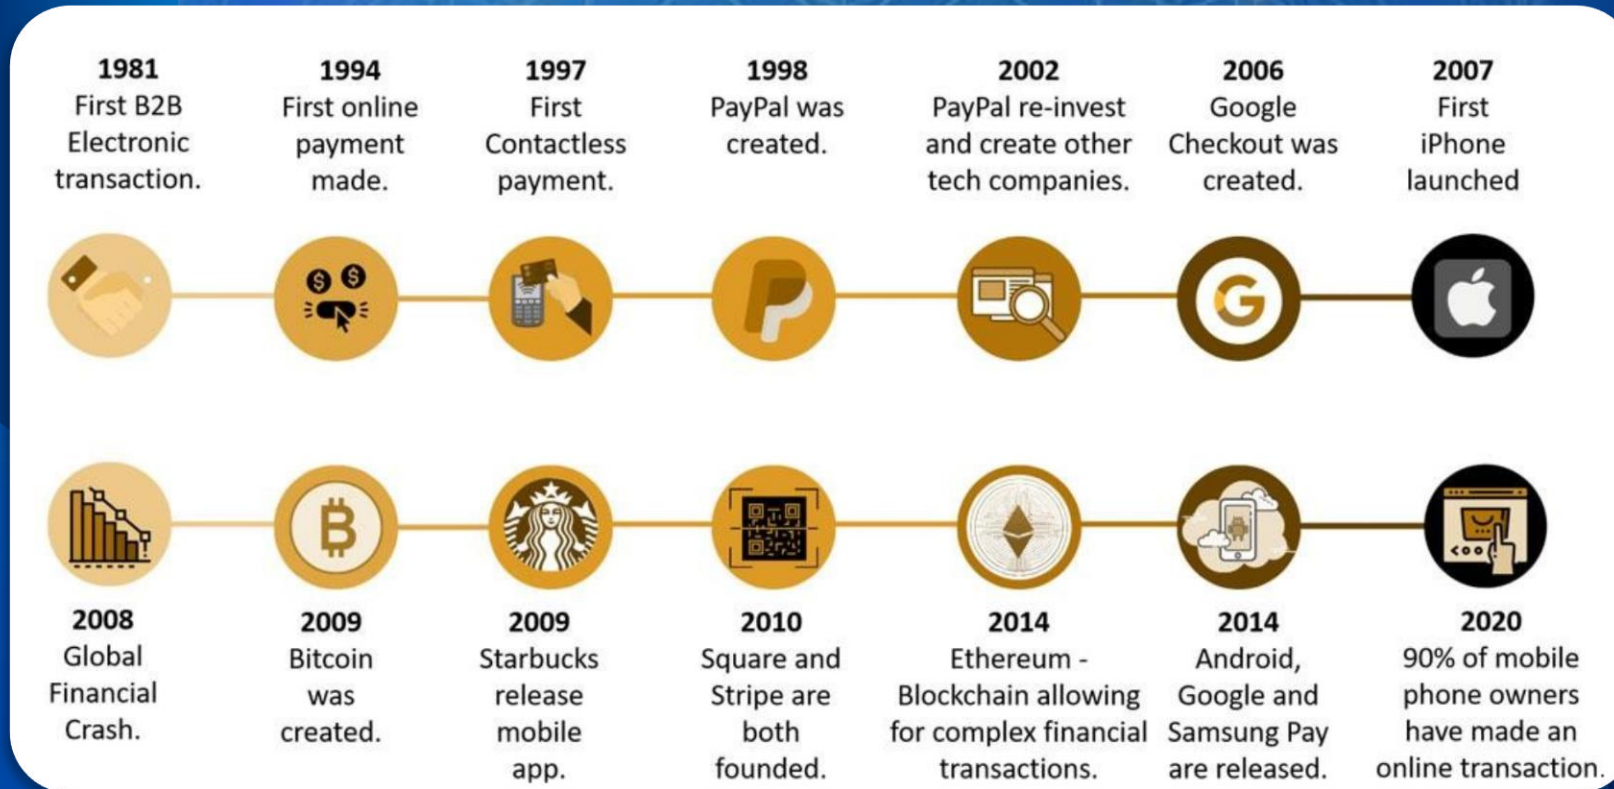 1981
First B2B
Electronic
transaction.
1994
First online
payment
made.
1997
First
Contactless
payment.
1998
PayPal was
created.
2002
PayPal re-invest
and create other
tech companies.
2006
Google
Checkout was
created.
2007
First
iPhone
launched
2008
Global
Financial
Crash.
2009
Bitcoin
was
created.
2009
Starbucks
release
mobile
app.
2010
Square and
Stripe are
both
founded.
2014
Ethereum -
Blockchain allowing
for complex financial
transactions.
2014
Android,
Google and
Samsung Pay
are released.
2020
90% of mobile
phone owners
have made an
online transaction.